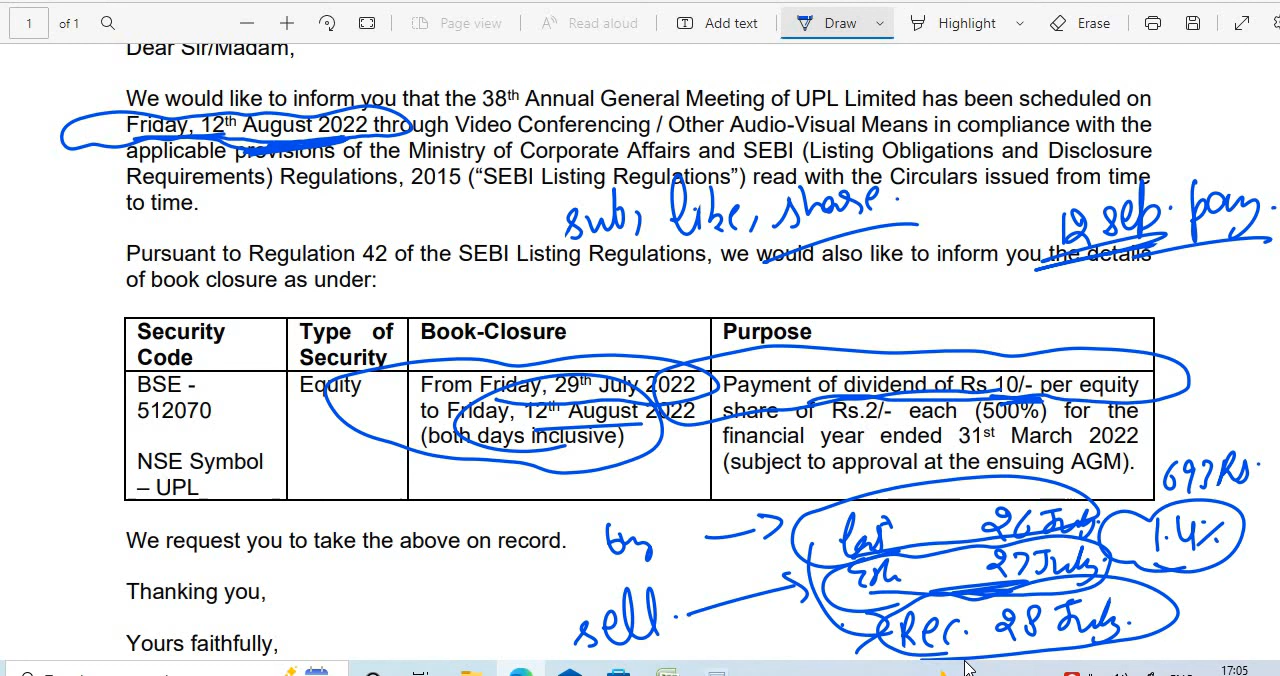 1 of 1 Page view Read aloud Add text Draw Highlight Erase
Dear Sir/Madam,
We would like to inform you that the 38th Annual General Meeting of UPL Limited has been scheduled on
Friday, 12th August 2022 through Video Conferencing / Other Audio-Visual Means in compliance with the
applicable provisions of the Ministry of Corporate Affairs and SEBI (Listing Obligations and Disclosure
Requirements) Regulations, 2015 (“SEBI Listing Regulations”) read with the Circulars issued from time
to time.
sub, like, share.
12 sep. pay.
Pursuant to Regulation 42 of the SEBI Listing Regulations, we would also like to inform you the details
of book closure as under:
Security Code
Type of Security
Book-Closure
Purpose
BSE -
512070
NSE Symbol
– UPL
Equity
From Friday, 29th July 2022
to Friday, 12th August 2022
(both days inclusive)
Payment of dividend of Rs.10/- per equity
share of Rs.2/- each (500%) for the
financial year ended 31st March 2022
(subject to approval at the ensuing AGM).
693 Rs.
1.4%
We request you to take the above on record.
buy
last 26 July
27 July
Thanking you,
sell.
Rec. 28 July.
Yours faithfully,
17:05